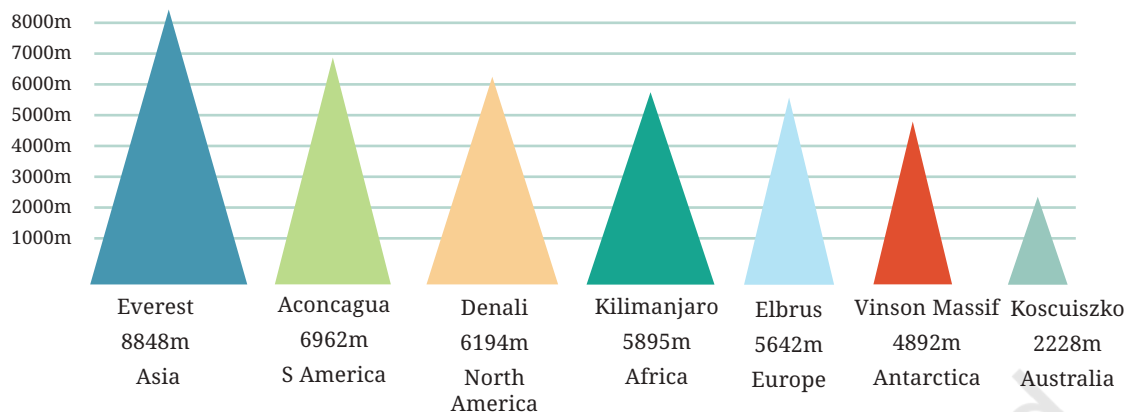 8000m
7000m
6000m
5000m
4000m
3000m
2000m
1000m
Everest
8848m
Asia
Aconcagua
6962m
S America
Denali
6194m
North
America
Kilimanjaro
5895m
Africa
Elbrus
5642m
Europe
Vinson Massif
4892m
Antarctica
Koscuiszko
2228m
Australia